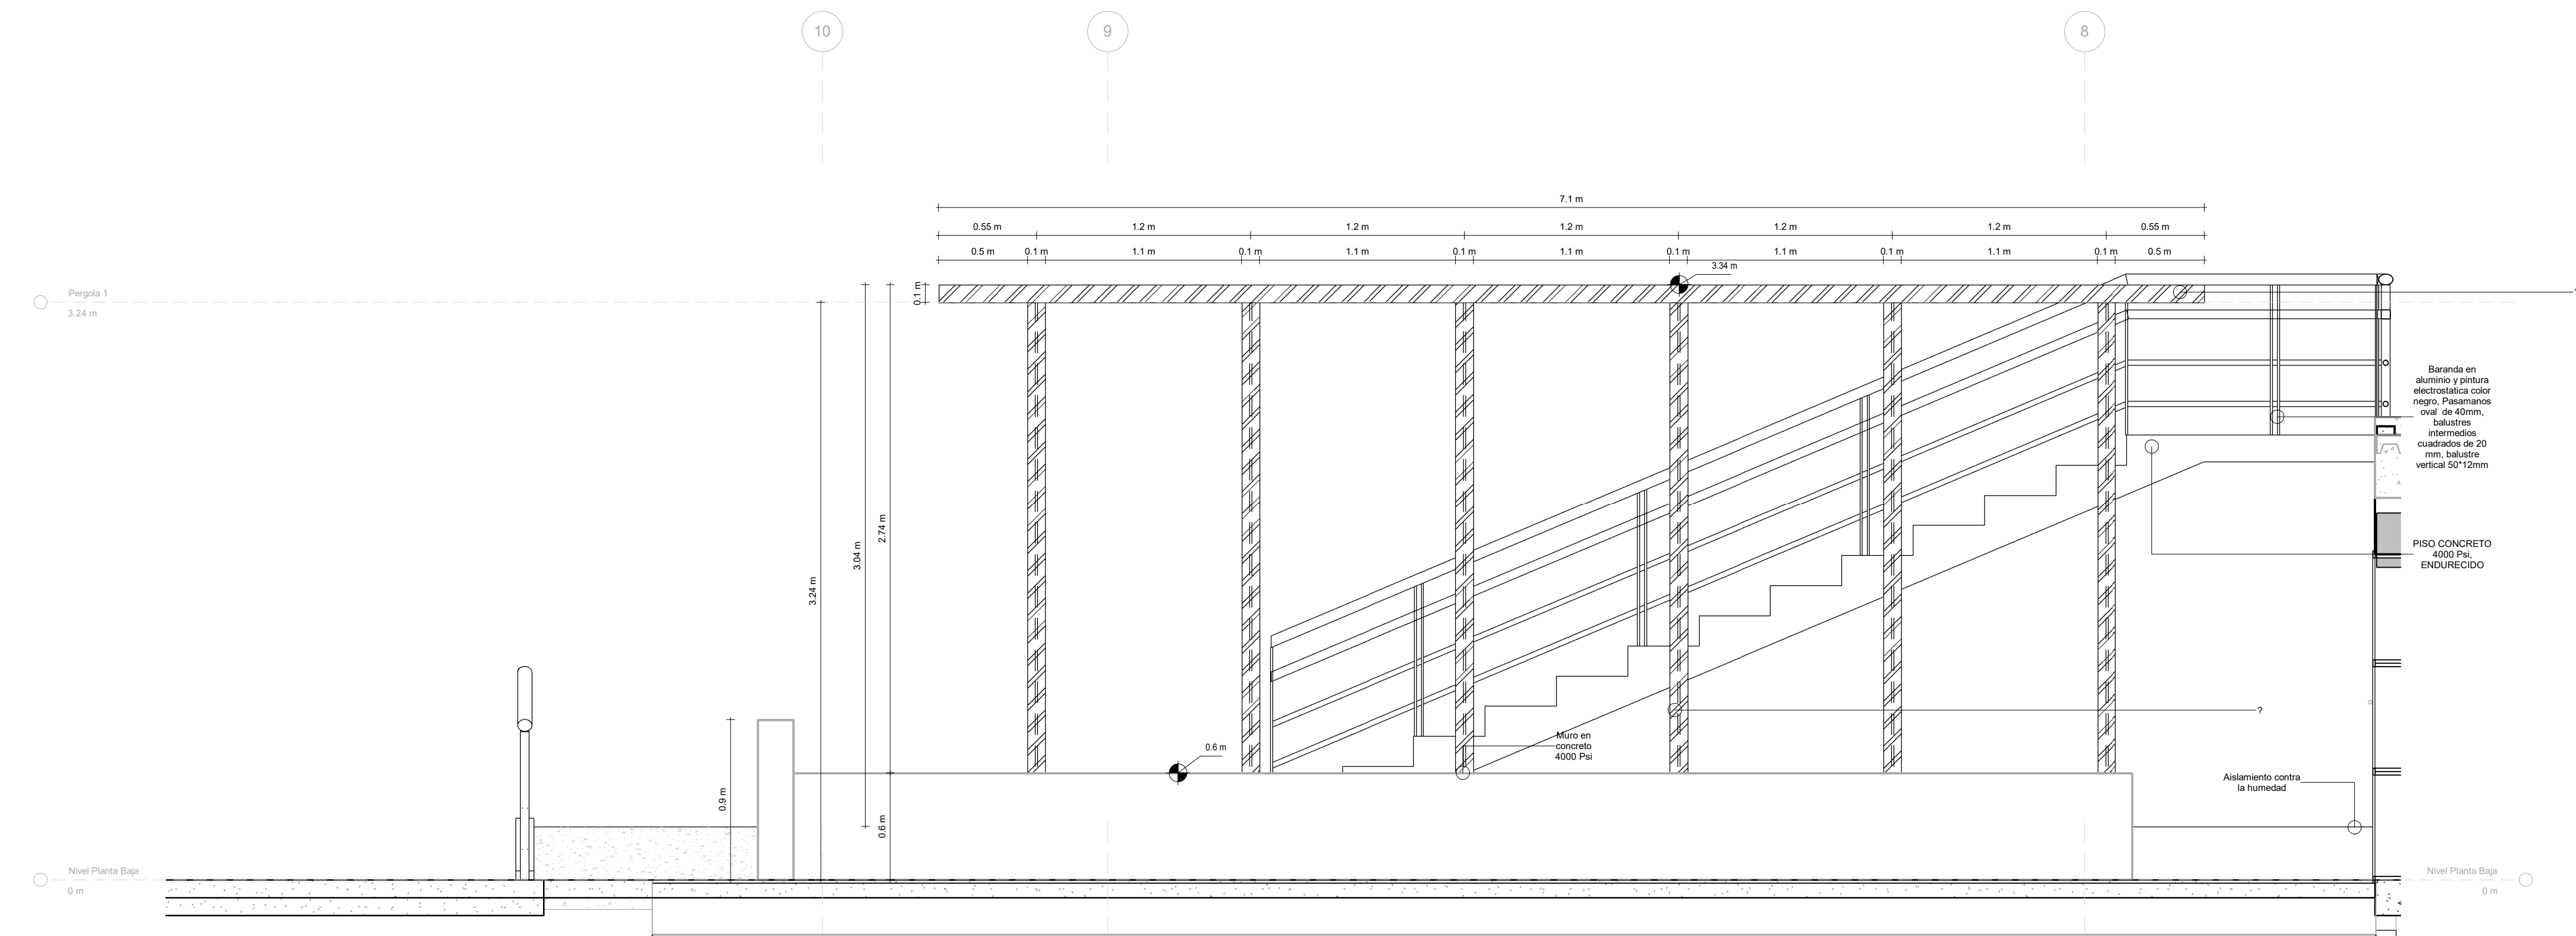 10
9
8
7.1 m
0.55 m
1.2 m
1.2 m
1.2 m
1.2 m
1.2 m
0.55 m
0.5 m
0.1 m
1.1 m
0.1 m
1.1 m
0.1 m
1.1 m
0.1 m
1.1 m
0.1 m
1.1 m
0.1 m
0.5 m
3.34 m
0.1 m
Pergola 1
3.24 m
Baranda en
aluminio y pintura
electrostatica color
negro, Pasamanos
oval de 40mm,
balustres
intermedios
cuadrados de 20
mm, balustre
vertical 50*12mm
PISO CONCRETO
4000 Psi,
ENDURECIDO
2.74 m
3.04 m
3.24 m
?
Muro en
concreto
4000 Psi
0.6 m
Aislamiento contra
la humedad
0.9 m
0.6 m
Nivel Planta Baja
0 m
Nivel Planta Baja
0 m